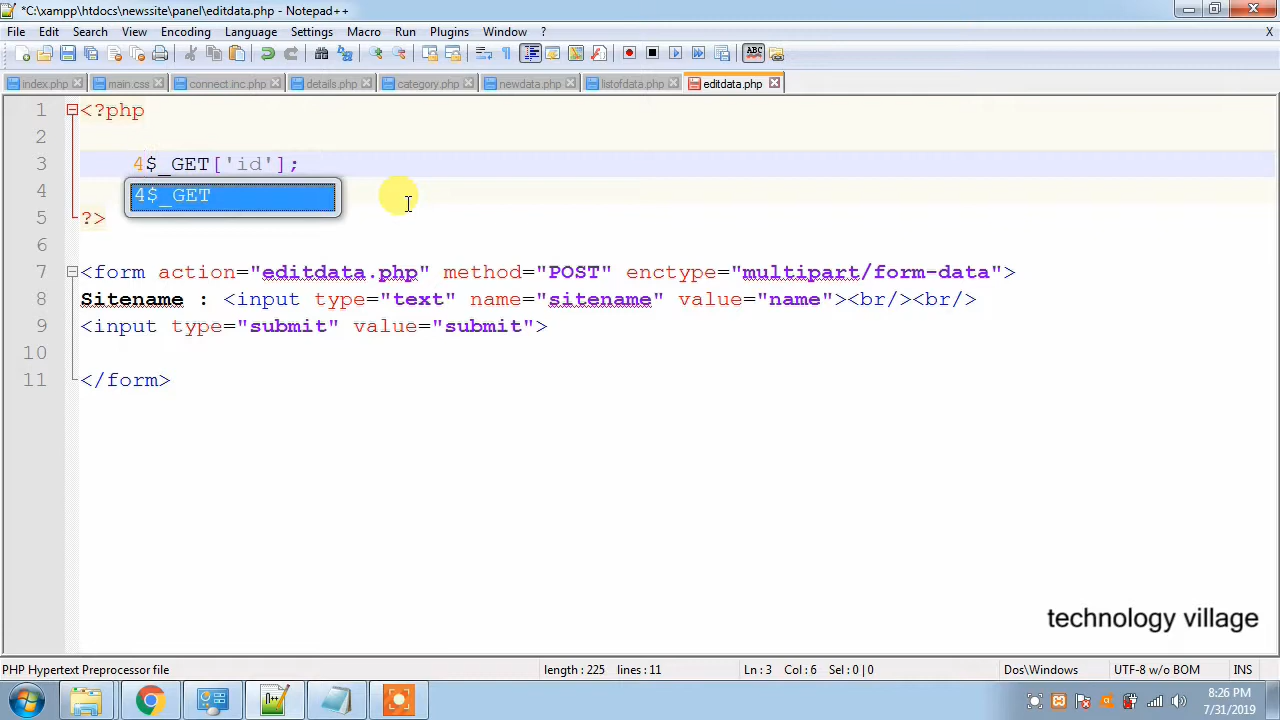 *C:\xampp\htdocs\newssite\panel\editdata.php - Notepad++
File Edit Search View Encoding Language Settings Macro Run Plugins Window ? X
index.php main.css connect.inc.php details.php category.php newdata.php listofdata.php editdata.php
1 <?php
2
3 4$_GET['id'];
4 4$_GET
5 ?>
6
7 <form action="editdata.php" method="POST" enctype="multipart/form-data">
8 Sitename : <input type="text" name="sitename" value="name"><br/><br/>
9 <input type="submit" value="submit">
10
11 </form>
technology village
PHP Hypertext Preprocessor file length : 225 lines : 11 Ln : 3 Col : 6 Sel : 0 | 0 Dos\Windows UTF-8 w/o BOM INS
8:26 PM
7/31/2019